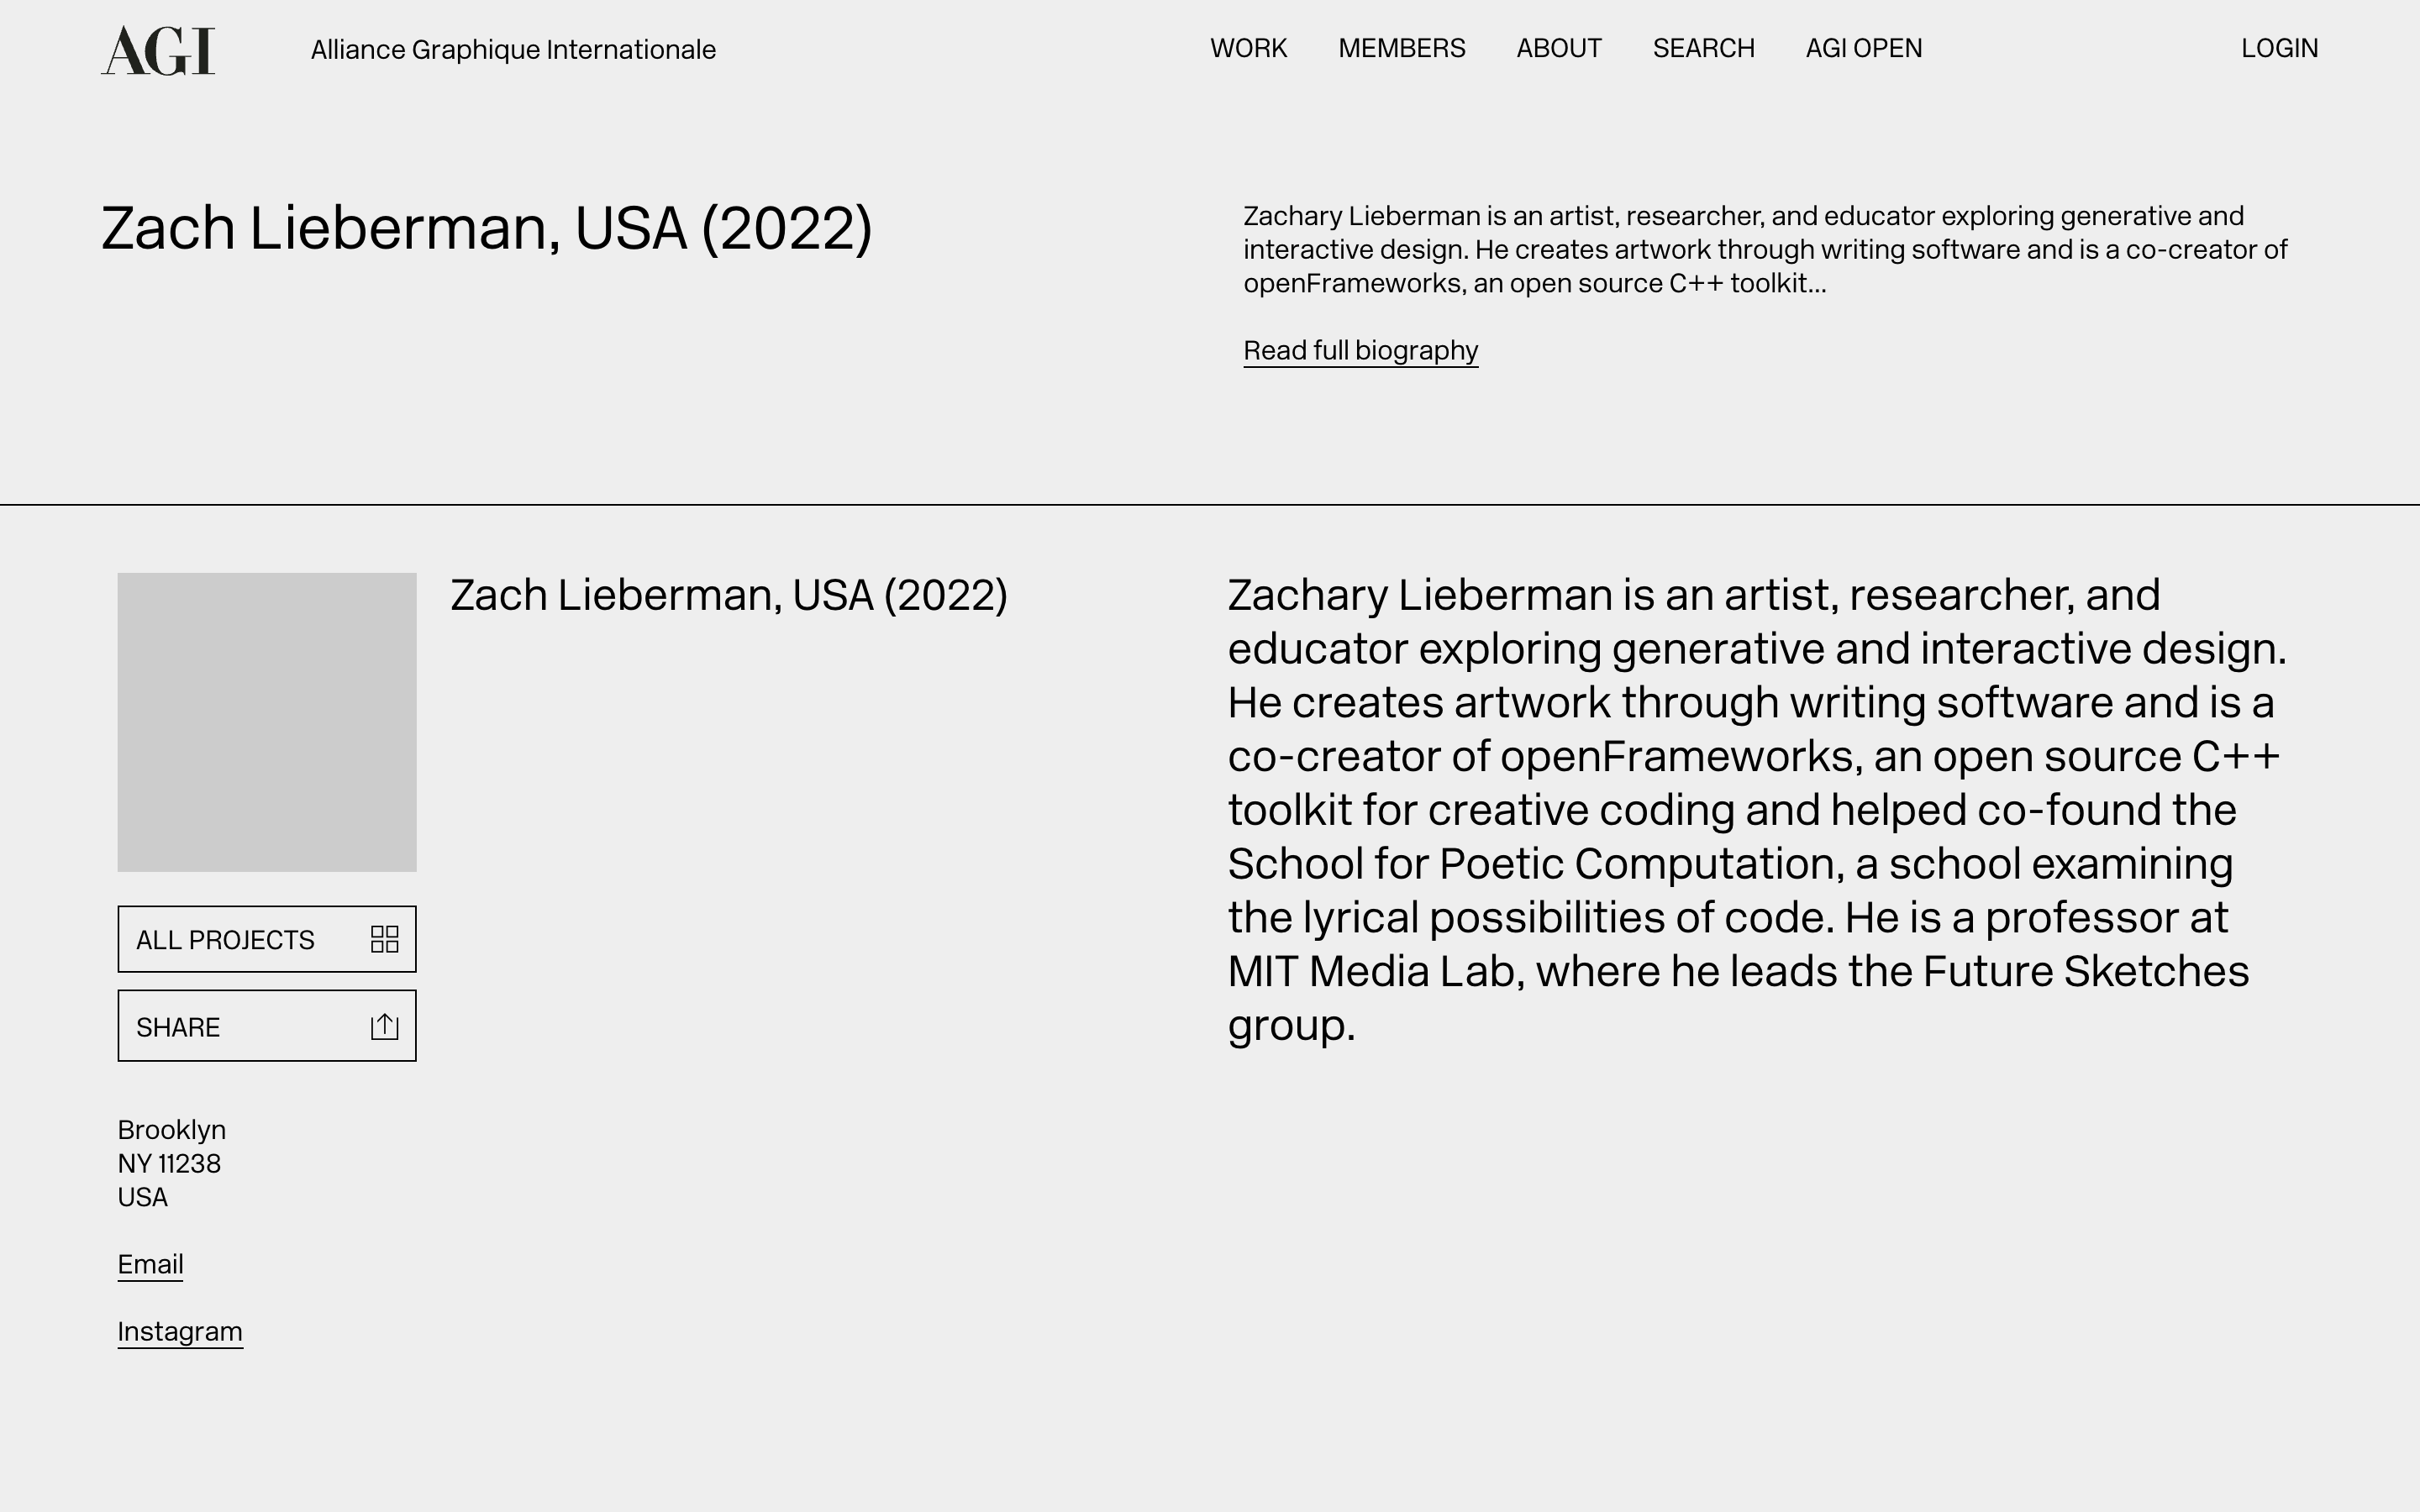 AGI
Alliance Graphique Internationale
WORK
MEMBERS
ABOUT
SEARCH
AGI OPEN
LOGIN
Zach Lieberman, USA (2022)
Zachary Lieberman is an artist, researcher, and educator exploring generative and
interactive design. He creates artwork through writing software and is a co-creator of
openFrameworks, an open source C++ toolkit...
Read full biography
Zach Lieberman, USA (2022)
Zachary Lieberman is an artist, researcher, and
educator exploring generative and interactive design.
He creates artwork through writing software and is a
co-creator of openFrameworks, an open source C++
toolkit for creative coding and helped co-found the
School for Poetic Computation, a school examining
the lyrical possibilities of code. He is a professor at
MIT Media Lab, where he leads the Future Sketches
group.
ALL PROJECTS
SHARE
Brooklyn
NY 11238
USA
Email
Instagram